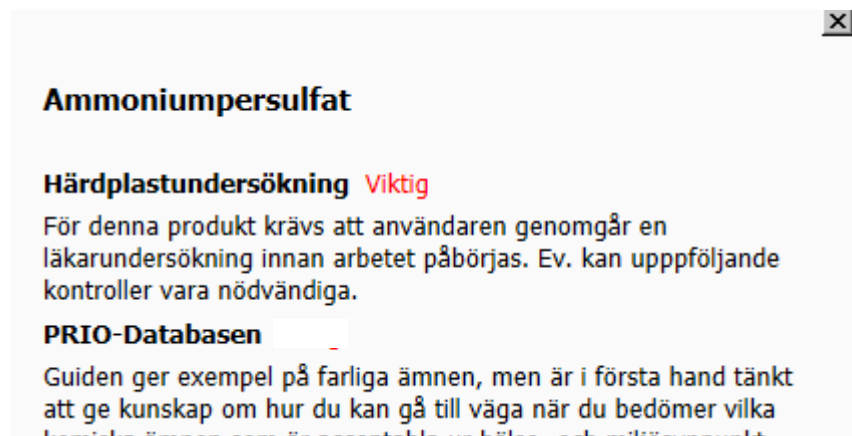 Ammoniumpersulfat
Härdplastundersökning Viktig
För denna produkt krävs att användaren genomgår en
läkarundersökning innan arbetet påbörjas. Ev. kan upppföljande
kontroller vara nödvändiga.
PRIO-Databasen
Guiden ger exempel på farliga ämnen, men är i första hand tänkt
att ge kunskap om hur du kan gå till väga när du bedömer vilka